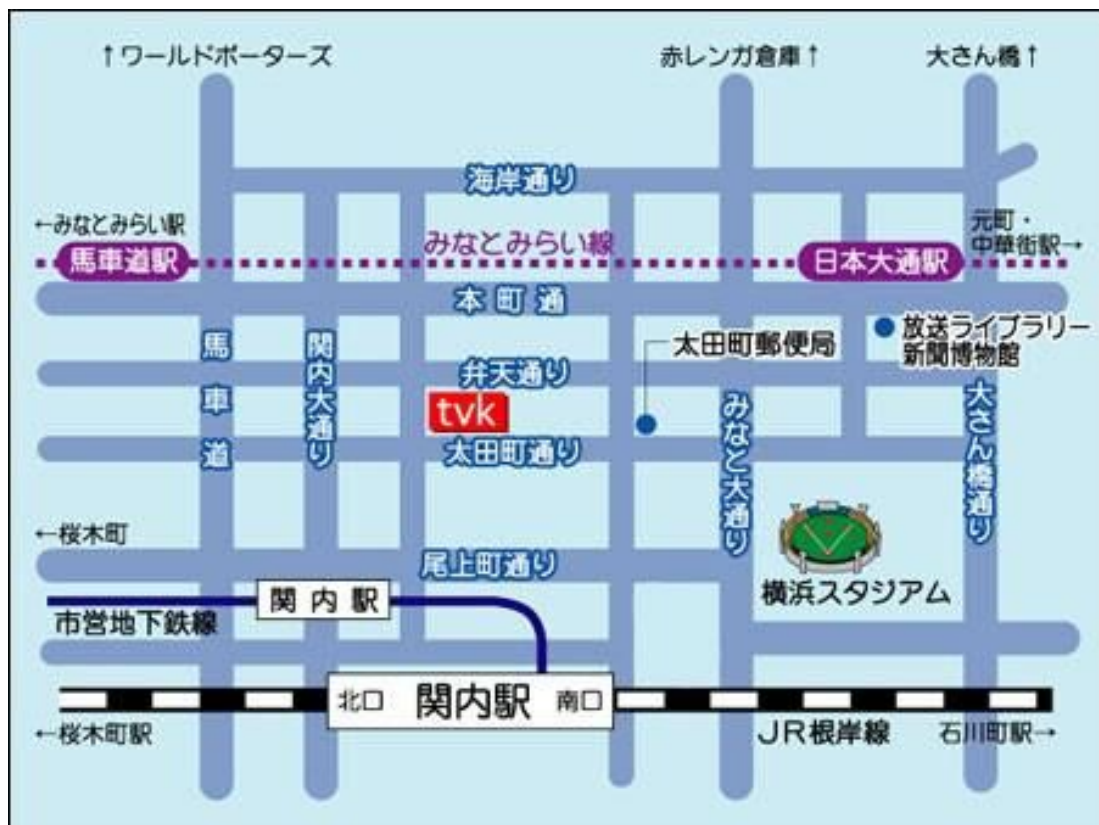 ↑ワールドポーターズ
赤レンガ倉庫↑
大さん橋↑
海岸通り
←みなとみらい駅
みなとみらい線
元町・
中華街駅→
馬車道駅
日本大通駅
本町通
馬車道
関内大通り
弁天通り
太田町郵便局
放送ライブラリー
新聞博物館
tvk
太田町通り
みなと大通り
大さん橋通り
←桜木町
尾上町通り
横浜スタジアム
関内駅
市営地下鉄線
北口 関内駅 南口
←桜木町駅
JR根岸線
石川町駅→